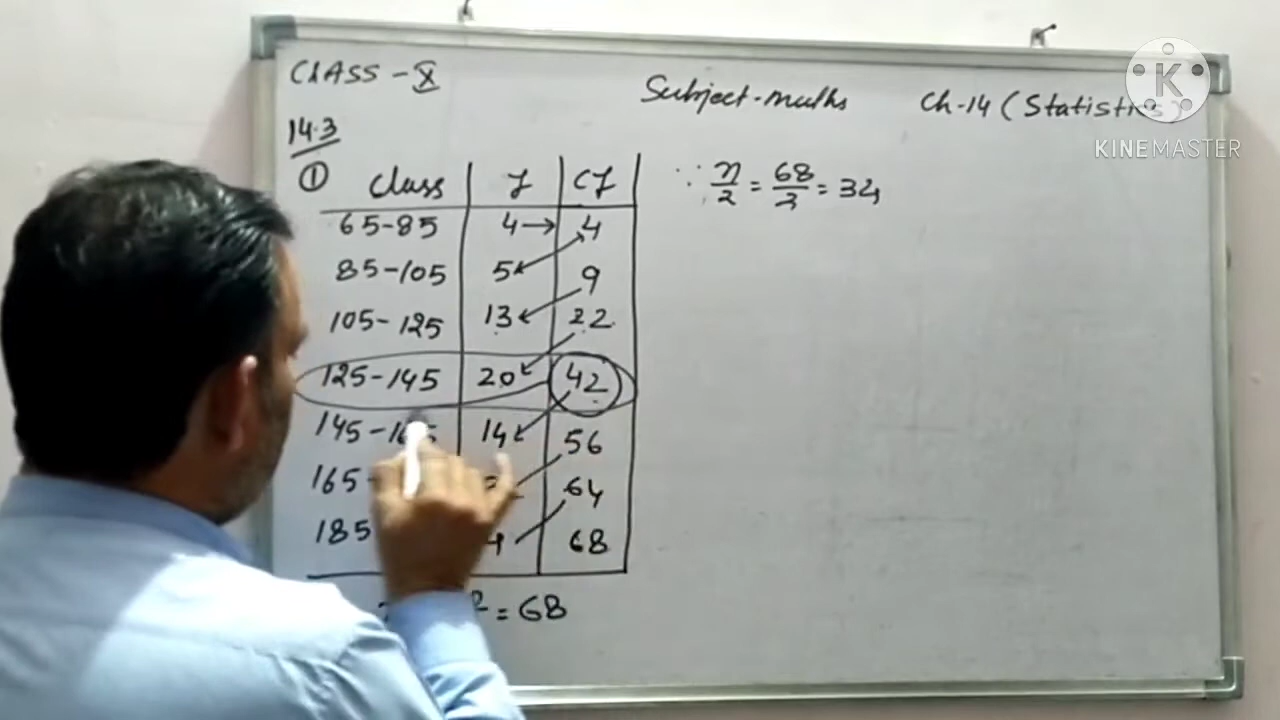 CLASS - X
Subject-maths
Ch-14 (Statistics)
K
KINEMASTER
14.3
① Class f Cf
65-85 4 → 4
85-105 5 9
105-125 13 22
125-145 20 42
145-165 14 56
165- 64
185 4 68
= 68
∵ n/2 = 68/2 = 34